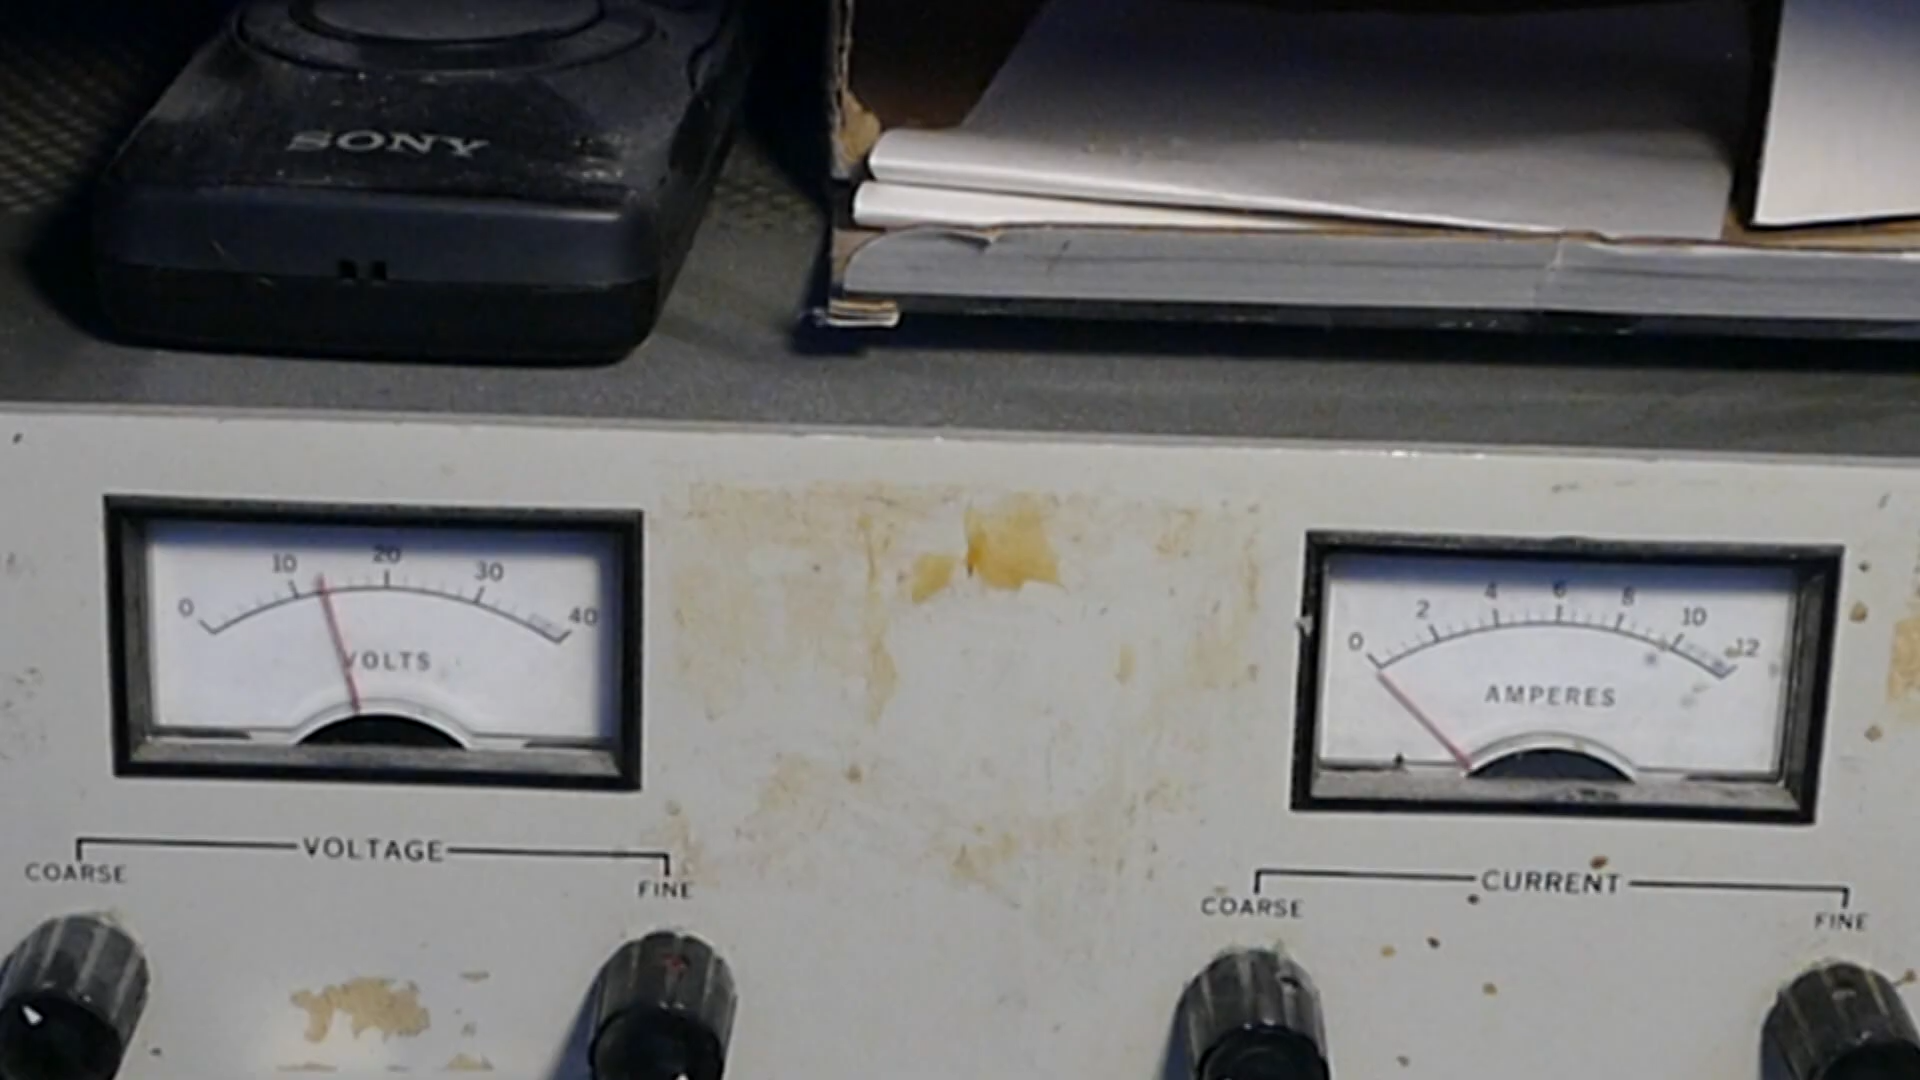 SONY
0 10 20 30 40
VOLTS
0 2 4 6 8 10 12
AMPERES
VOLTAGE
COARSE FINE
CURRENT
COARSE FINE